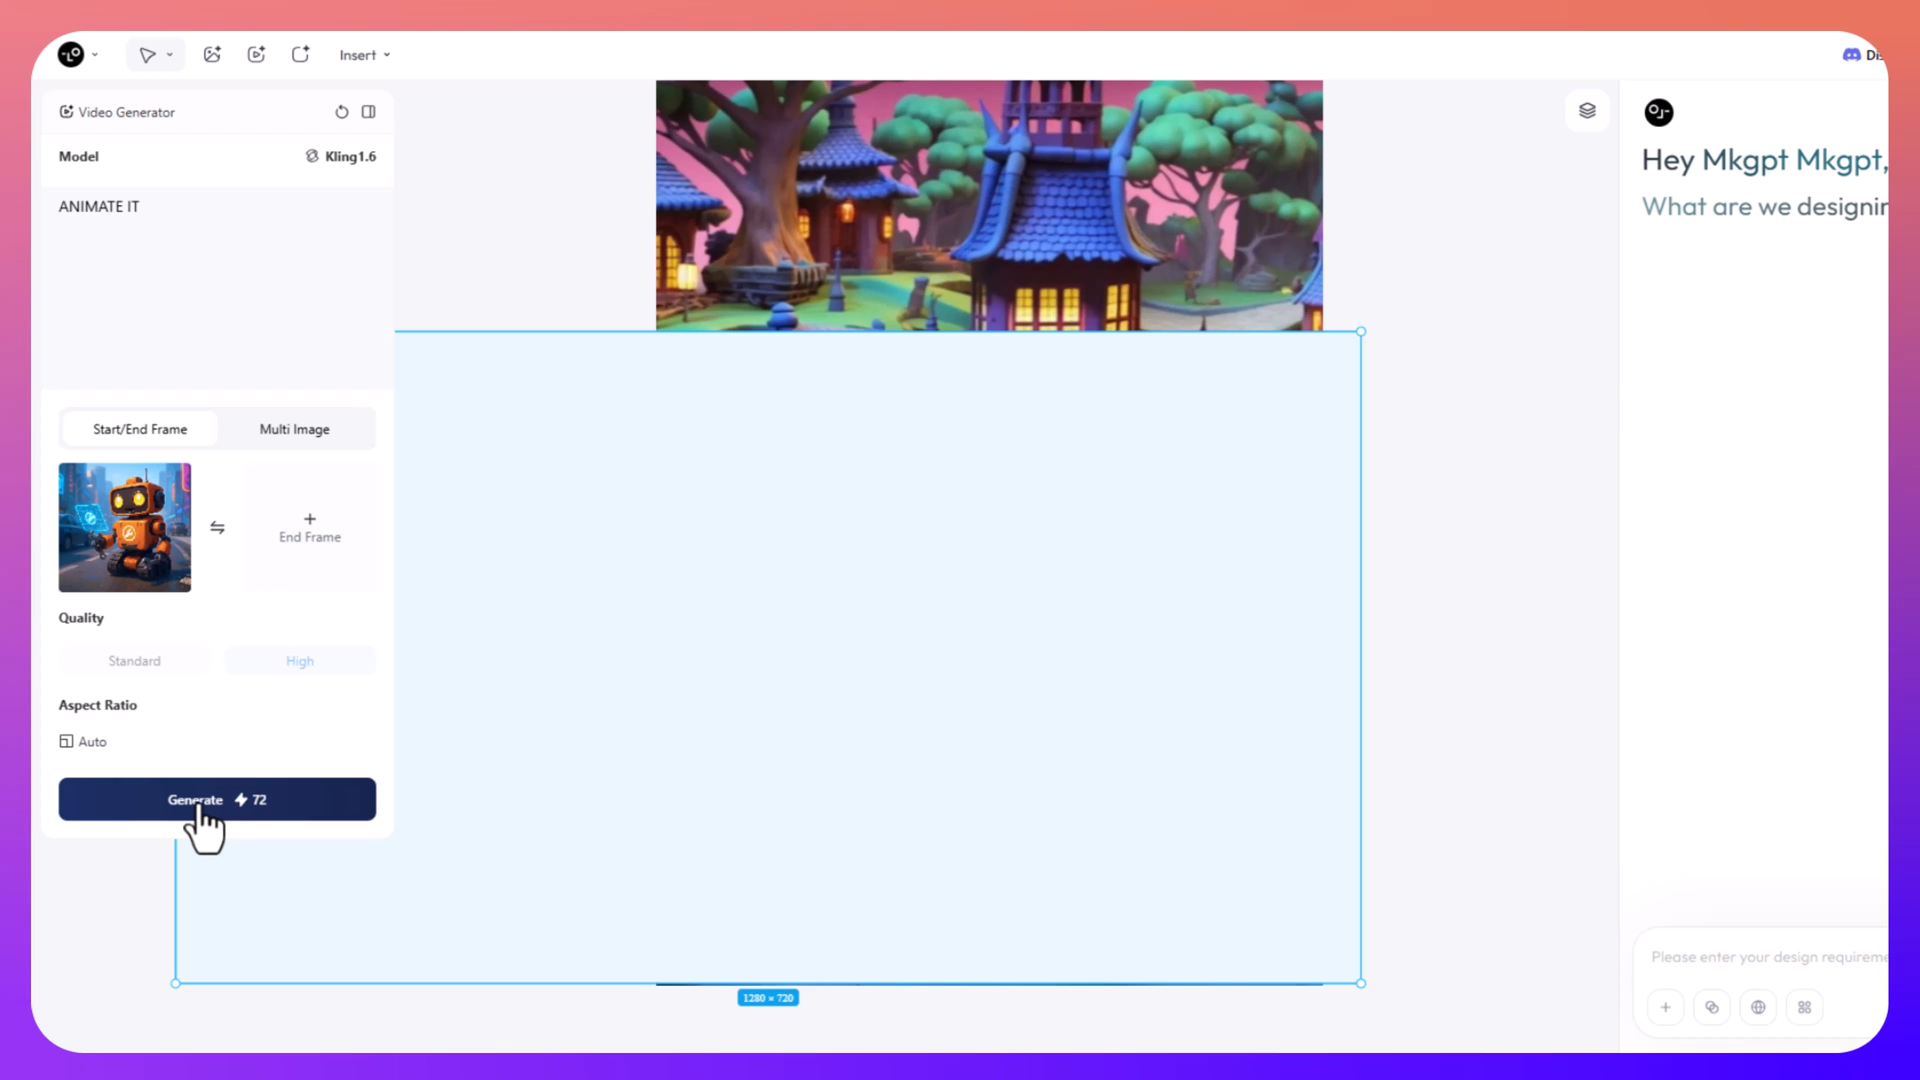 Insert
Dis
Video Generator
Model
Kling1.6
ANIMATE IT
Start/End Frame
Multi Image
End Frame
Quality
Standard
High
Aspect Ratio
Auto
Generate 72
1280 × 720
Hey Mkgpt Mkgpt,
What are we designin
Please enter your design requireme